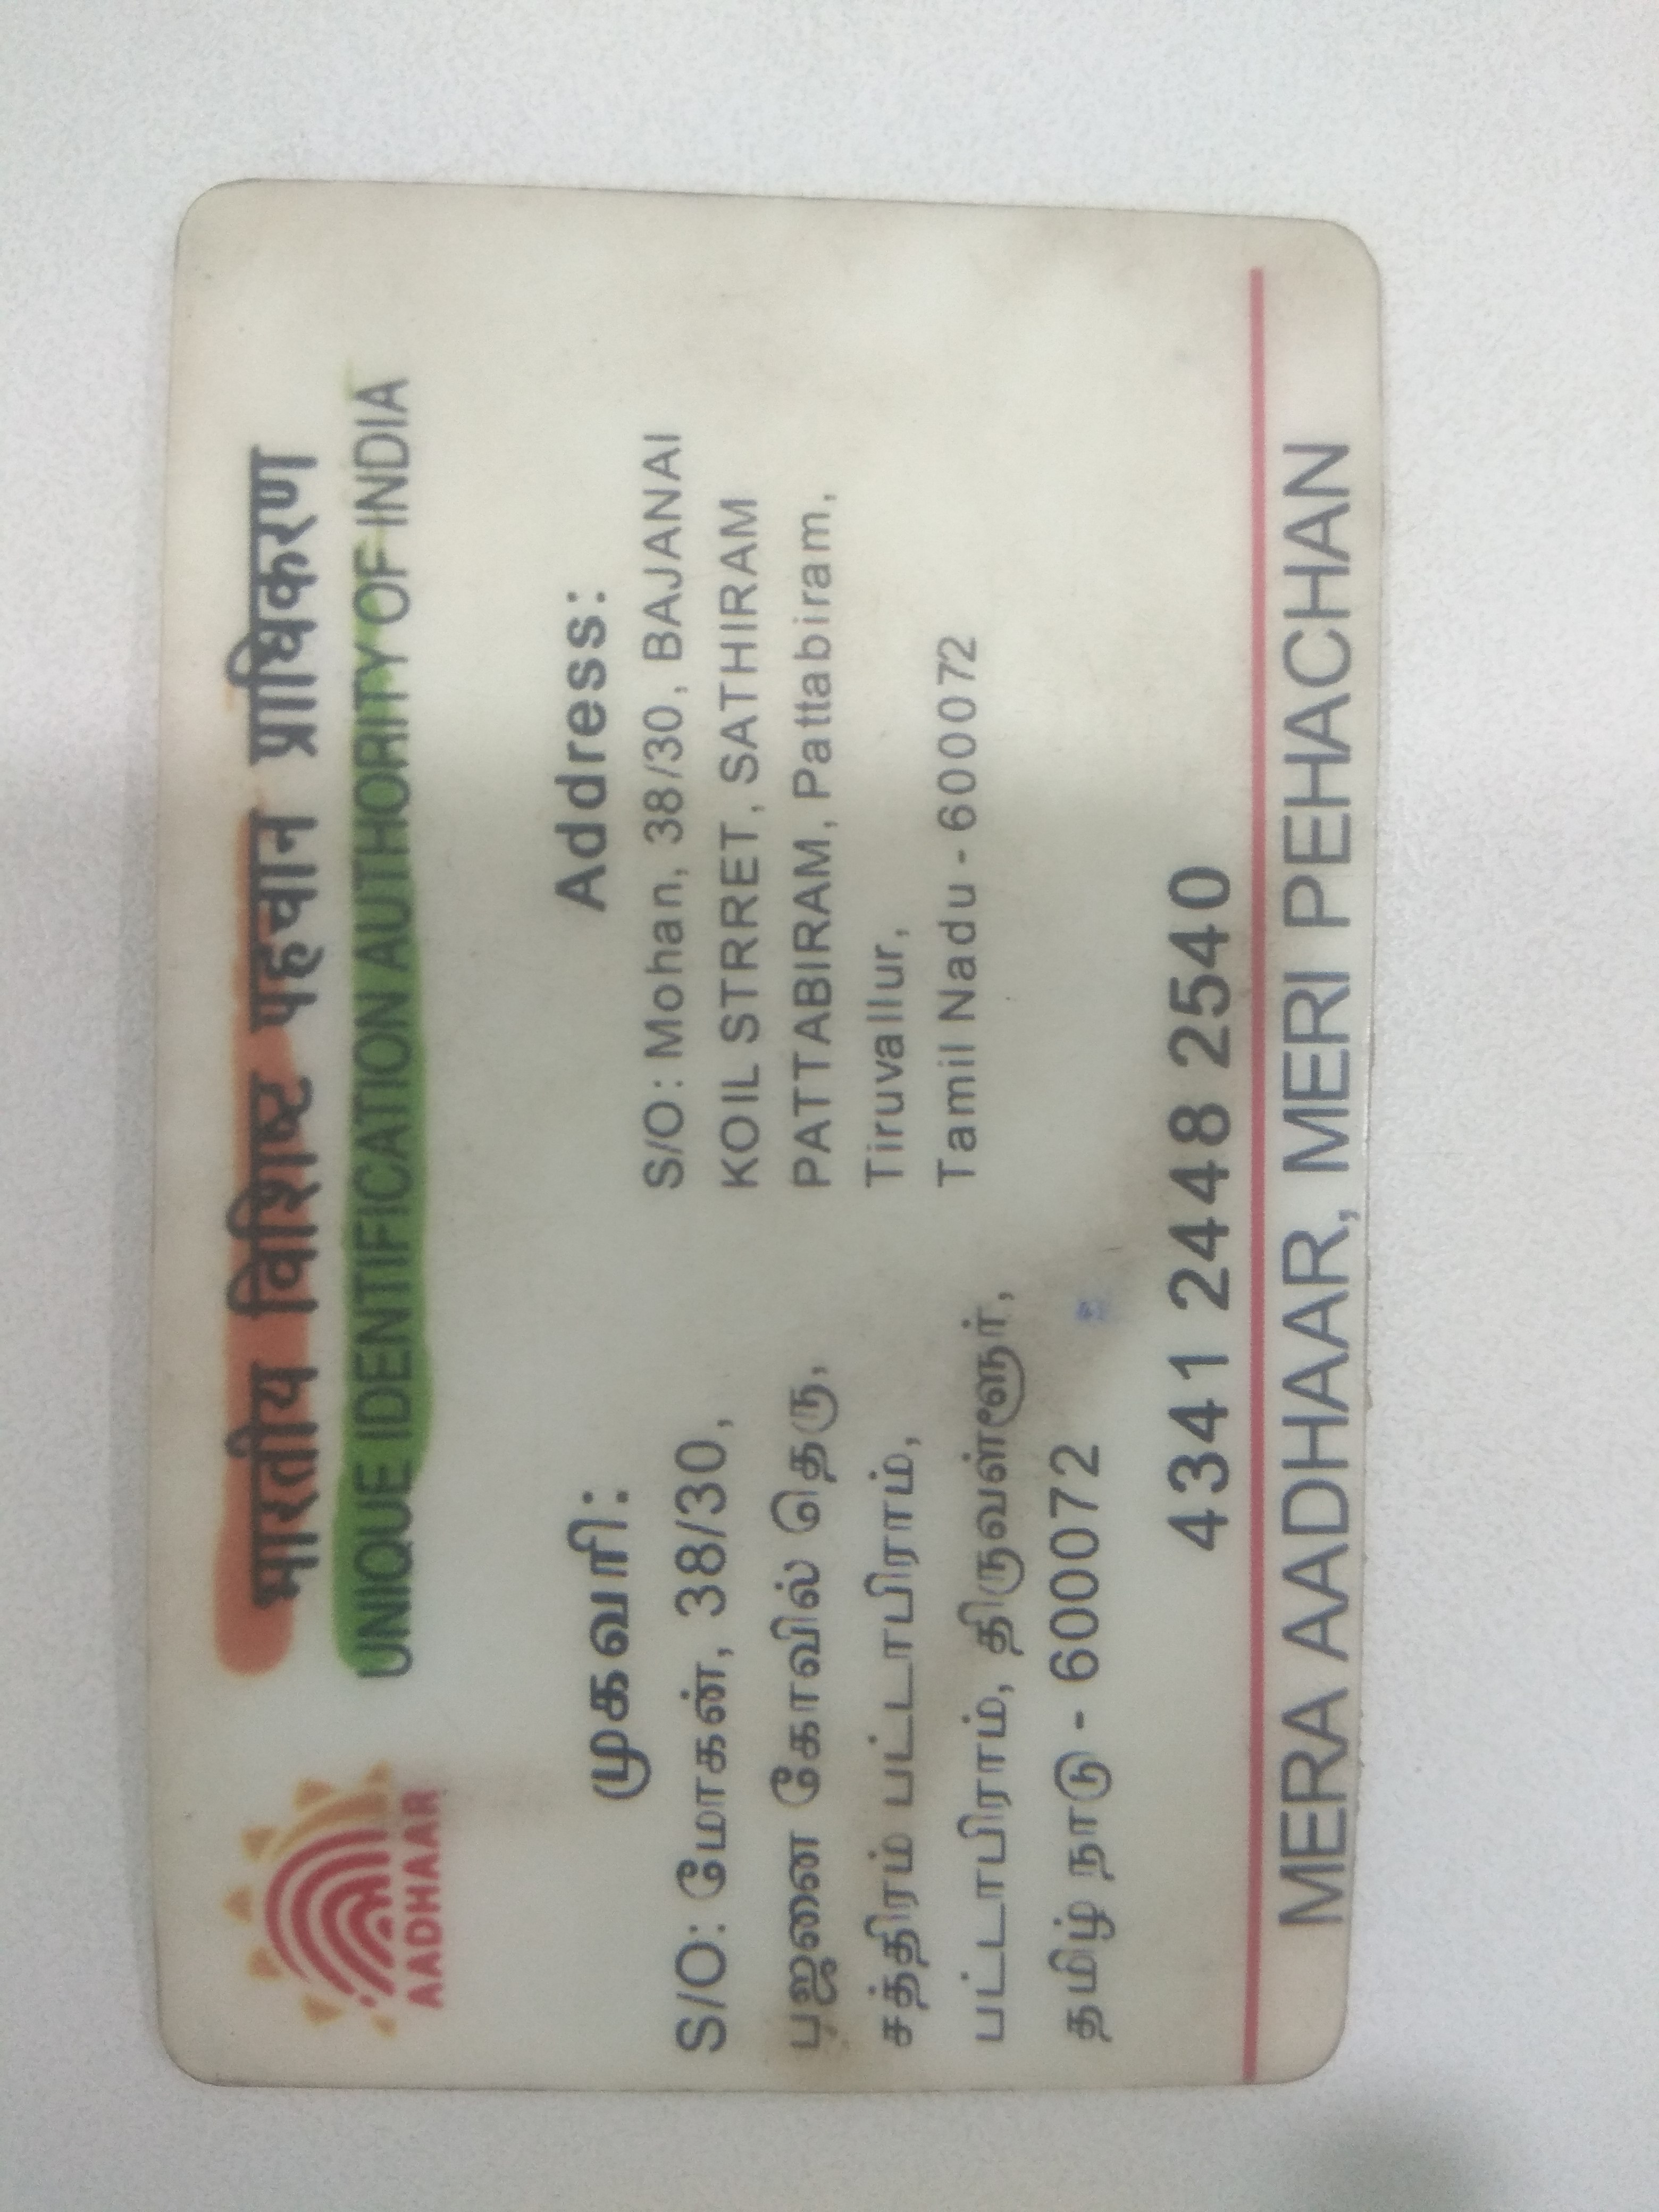 भारतीय विशिष्ट पहचान प्राधिकरण
UNIQUE IDENTIFICATION AUTHORITY OF INDIA
AADHAAR
முகவரி:
S/O: மோகன், 38/30,
புஜனை கோவில் தெரு,
சத்திரம் பட்டாபிராம்,
பட்டாபிராம், திருவள்ளூர்,
தமிழ் நாடு - 600072
Address:
S/O: Mohan, 38/30, BAJANAI
KOIL STRRET, SATHIRAM
PATTABIRAM, Pattabiram,
Tiruvallur,
Tamil Nadu - 600072
4341 2448 2540
MERA AADHAAR, MERI PEHACHAN